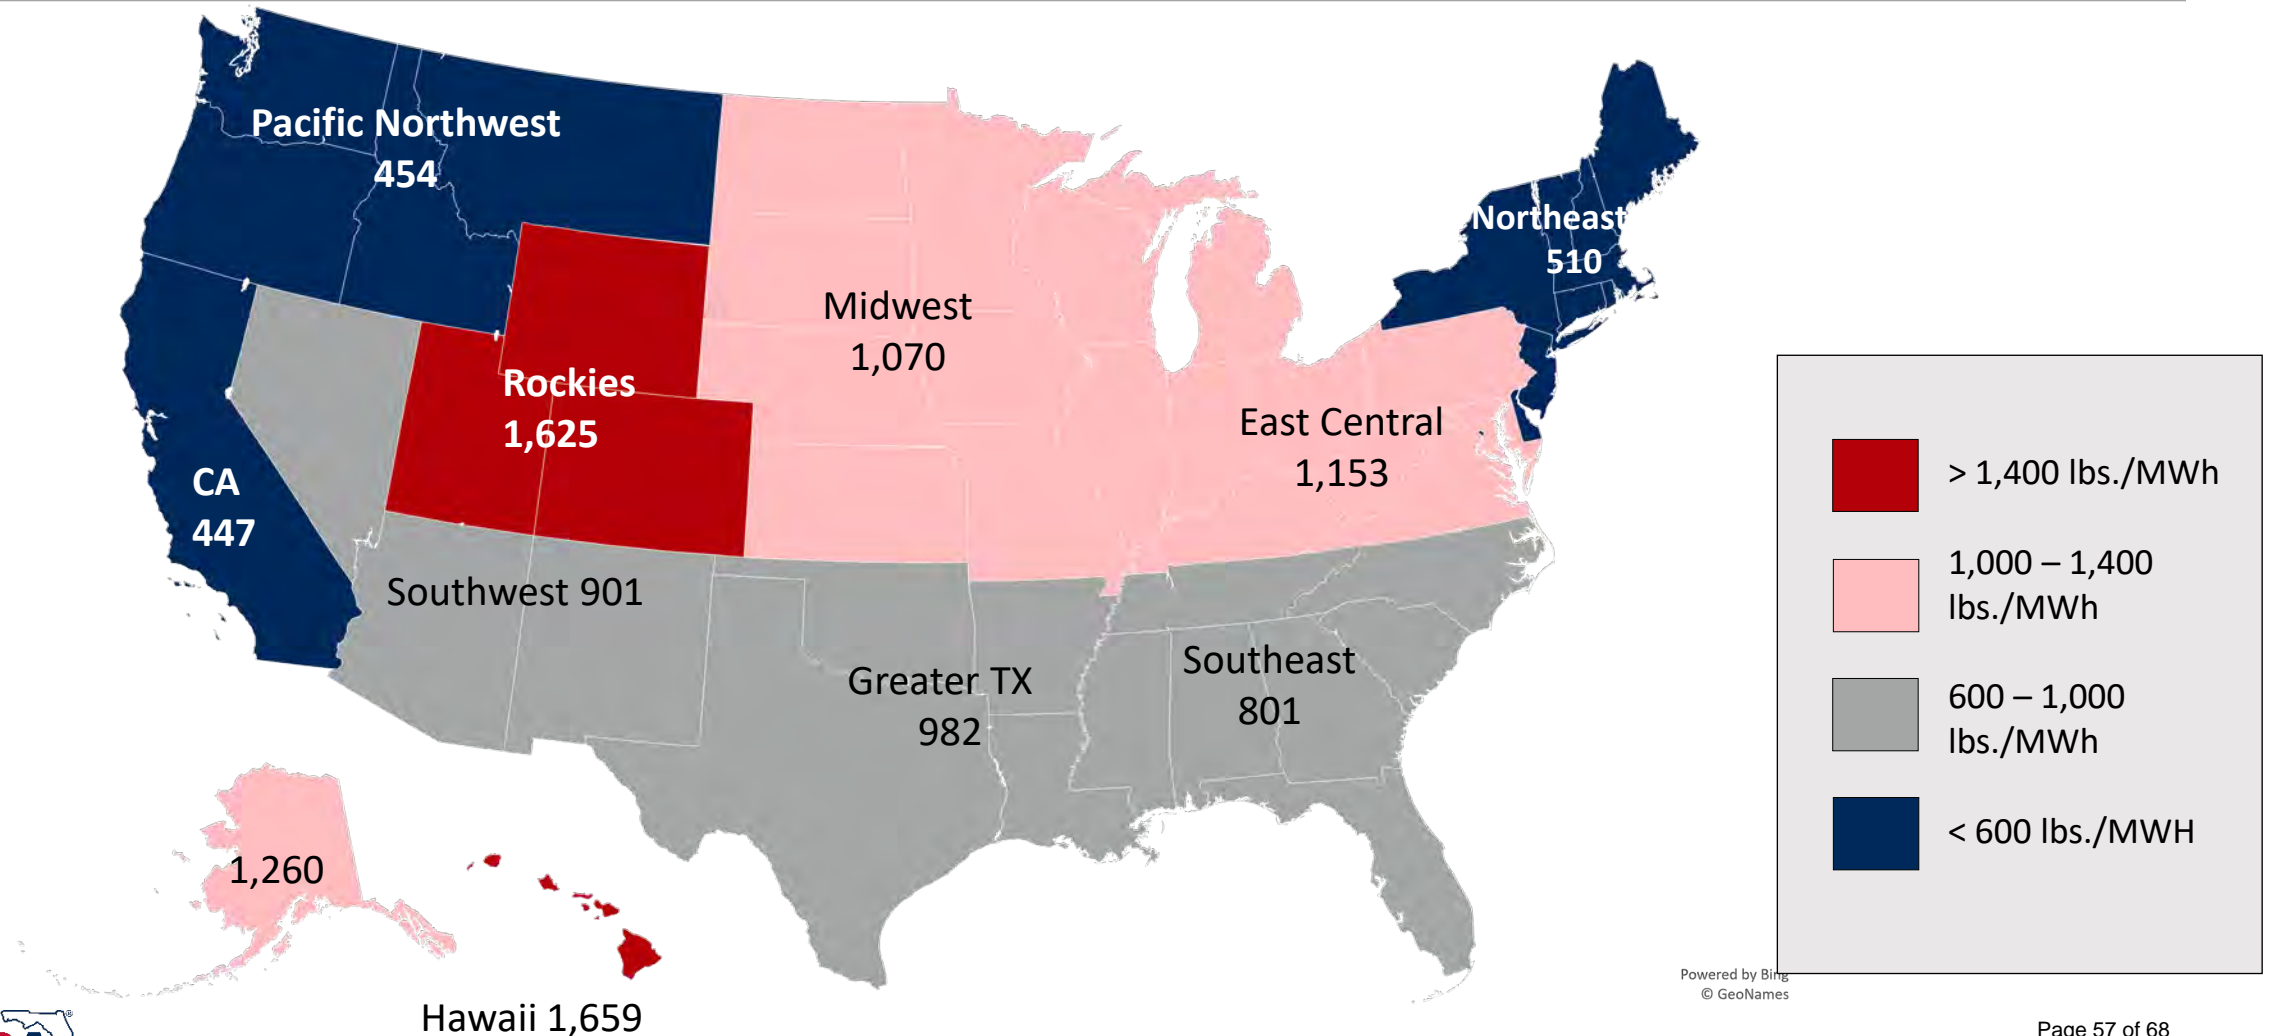 Pacific Northwest
454
Northeast
510
Midwest
1,070
Rockies
1,625
East Central
1,153
CA
447
Southwest 901
Greater TX
982
Southeast
801
1,260
Hawaii 1,659
> 1,400 lbs./MWh
1,000 – 1,400
lbs./MWh
600 – 1,000
lbs./MWh
< 600 lbs./MWH
Powered by Bing
© GeoNames
®
Page 57 of 68